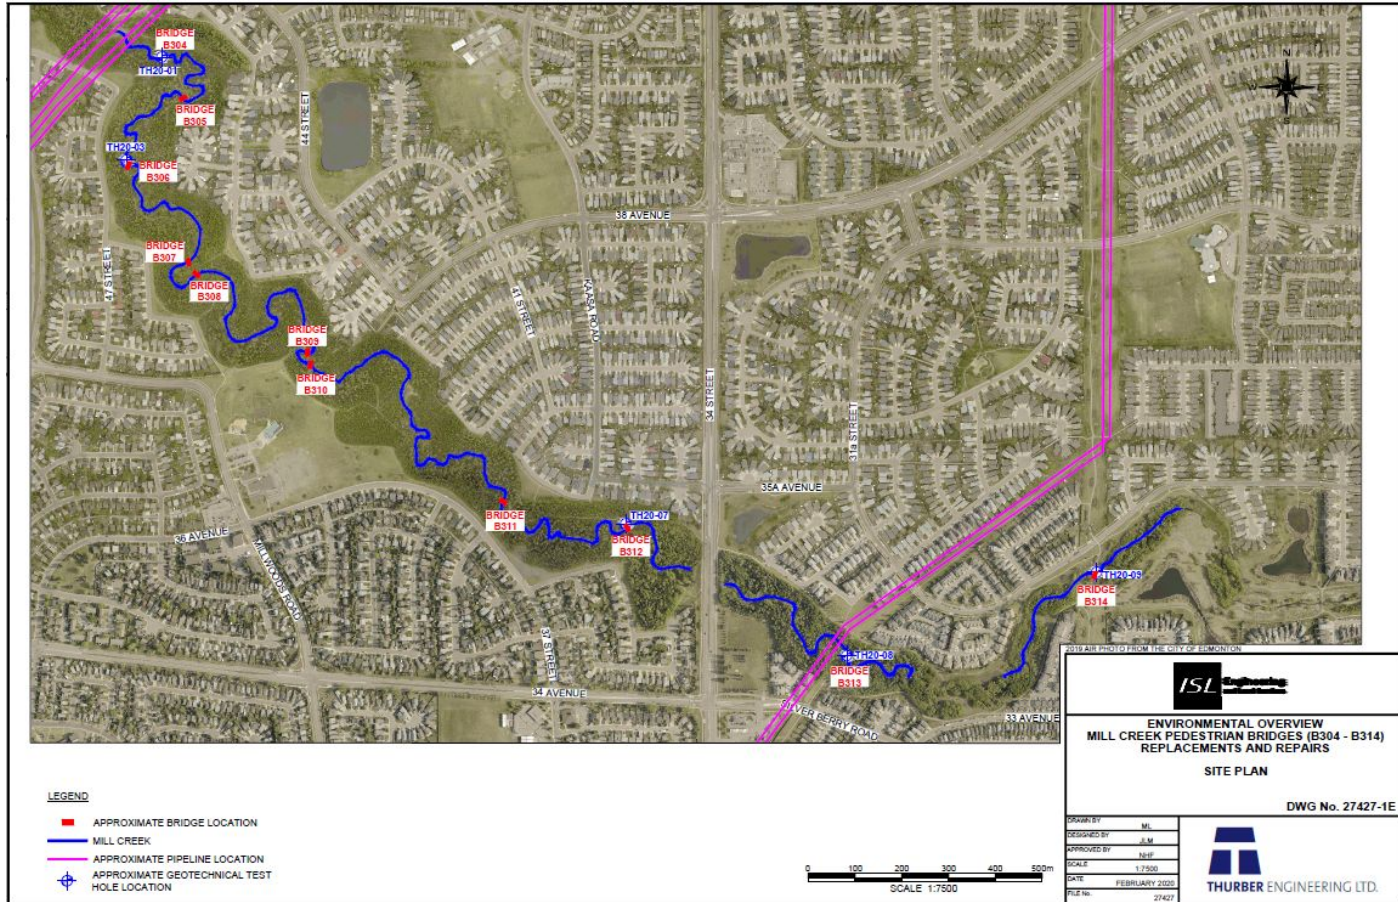 BRIDGE
B304
TH20-01
BRIDGE
B305
TH20-03
BRIDGE
B306
44 STREET
N
W
E
S
38 AVENUE
47 STREET
BRIDGE
B307
BRIDGE
B308
41 STREET
KAASA ROAD
BRIDGE
B309
BRIDGE
B310
34 STREET
31a STREET
35A AVENUE
BRIDGE
B311
TH20-07
BRIDGE
B312
36 AVENUE
MILLWOODS ROAD
37 STREET
34 AVENUE
TH20-09
BRIDGE
B314
TH20-08
BRIDGE
B313
SILVER BERRY ROAD
33 AVENUE
2019 AIR PHOTO FROM THE CITY OF EDMONTON
ISL Engineering
ENVIRONMENTAL OVERVIEW
MILL CREEK PEDESTRIAN BRIDGES (B304 - B314)
REPLACEMENTS AND REPAIRS
SITE PLAN
DWG No. 27427-1E
DRAWN BY ML
DESIGNED BY JLM
APPROVED BY NHF
SCALE 1:7500
DATE FEBRUARY 2020
FILE No. 27427
THURBER ENGINEERING LTD.
LEGEND
APPROXIMATE BRIDGE LOCATION
MILL CREEK
APPROXIMATE PIPELINE LOCATION
APPROXIMATE GEOTECHNICAL TEST
HOLE LOCATION
0 100 200 300 400 500m
SCALE 1:7500